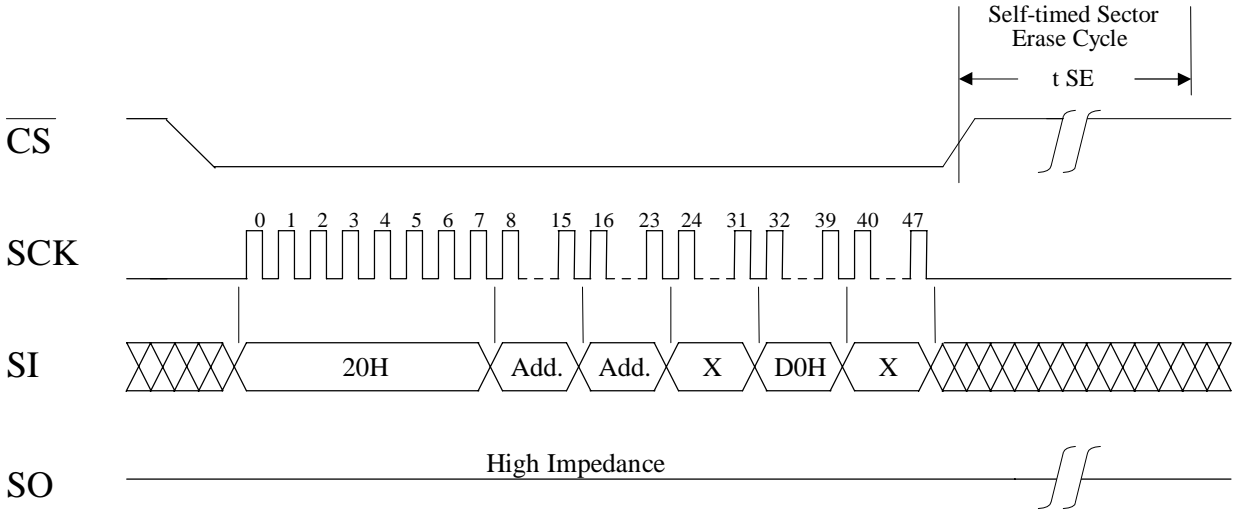 Self-timed Sector
Erase Cycle
t SE
CS
0 1 2 3 4 5 6 7 8 15 16 23 24 31 32 39 40 47
SCK
SI 20H Add. Add. X D0H X
High Impedance
SO